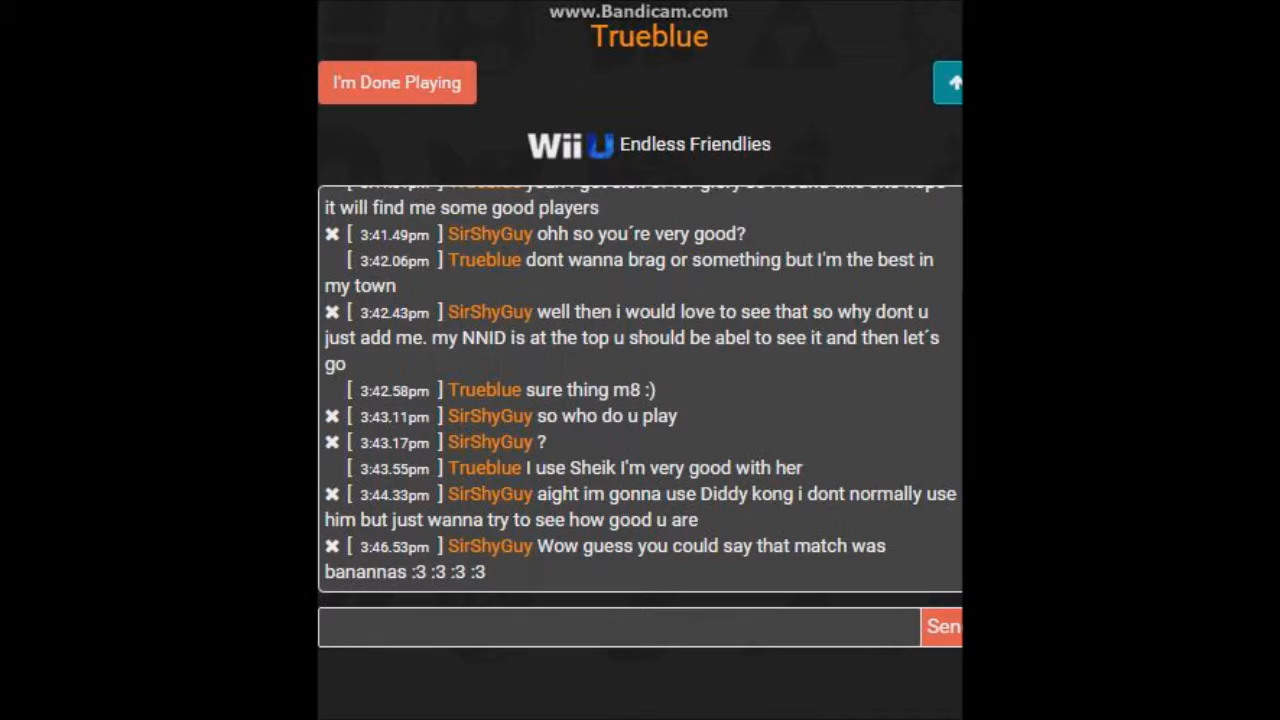 www.Bandicam.com
Trueblue
I'm Done Playing
Wii U Endless Friendlies
it will find me some good players
✖ [ 3:41.49pm ] SirShyGuy ohh so you´re very good?
[ 3:42.06pm ] Trueblue dont wanna brag or something but I'm the best in
my town
✖ [ 3:42.43pm ] SirShyGuy well then i would love to see that so why dont u
just add me. my NNID is at the top u should be abel to see it and then let´s
go
[ 3:42.58pm ] Trueblue sure thing m8 :)
✖ [ 3:43.11pm ] SirShyGuy so who do u play
✖ [ 3:43.17pm ] SirShyGuy ?
[ 3:43.55pm ] Trueblue I use Sheik I'm very good with her
✖ [ 3:44.33pm ] SirShyGuy aight im gonna use Diddy kong i dont normally use
him but just wanna try to see how good u are
✖ [ 3:46.53pm ] SirShyGuy Wow guess you could say that match was
banannas :3 :3 :3 :3
Sen